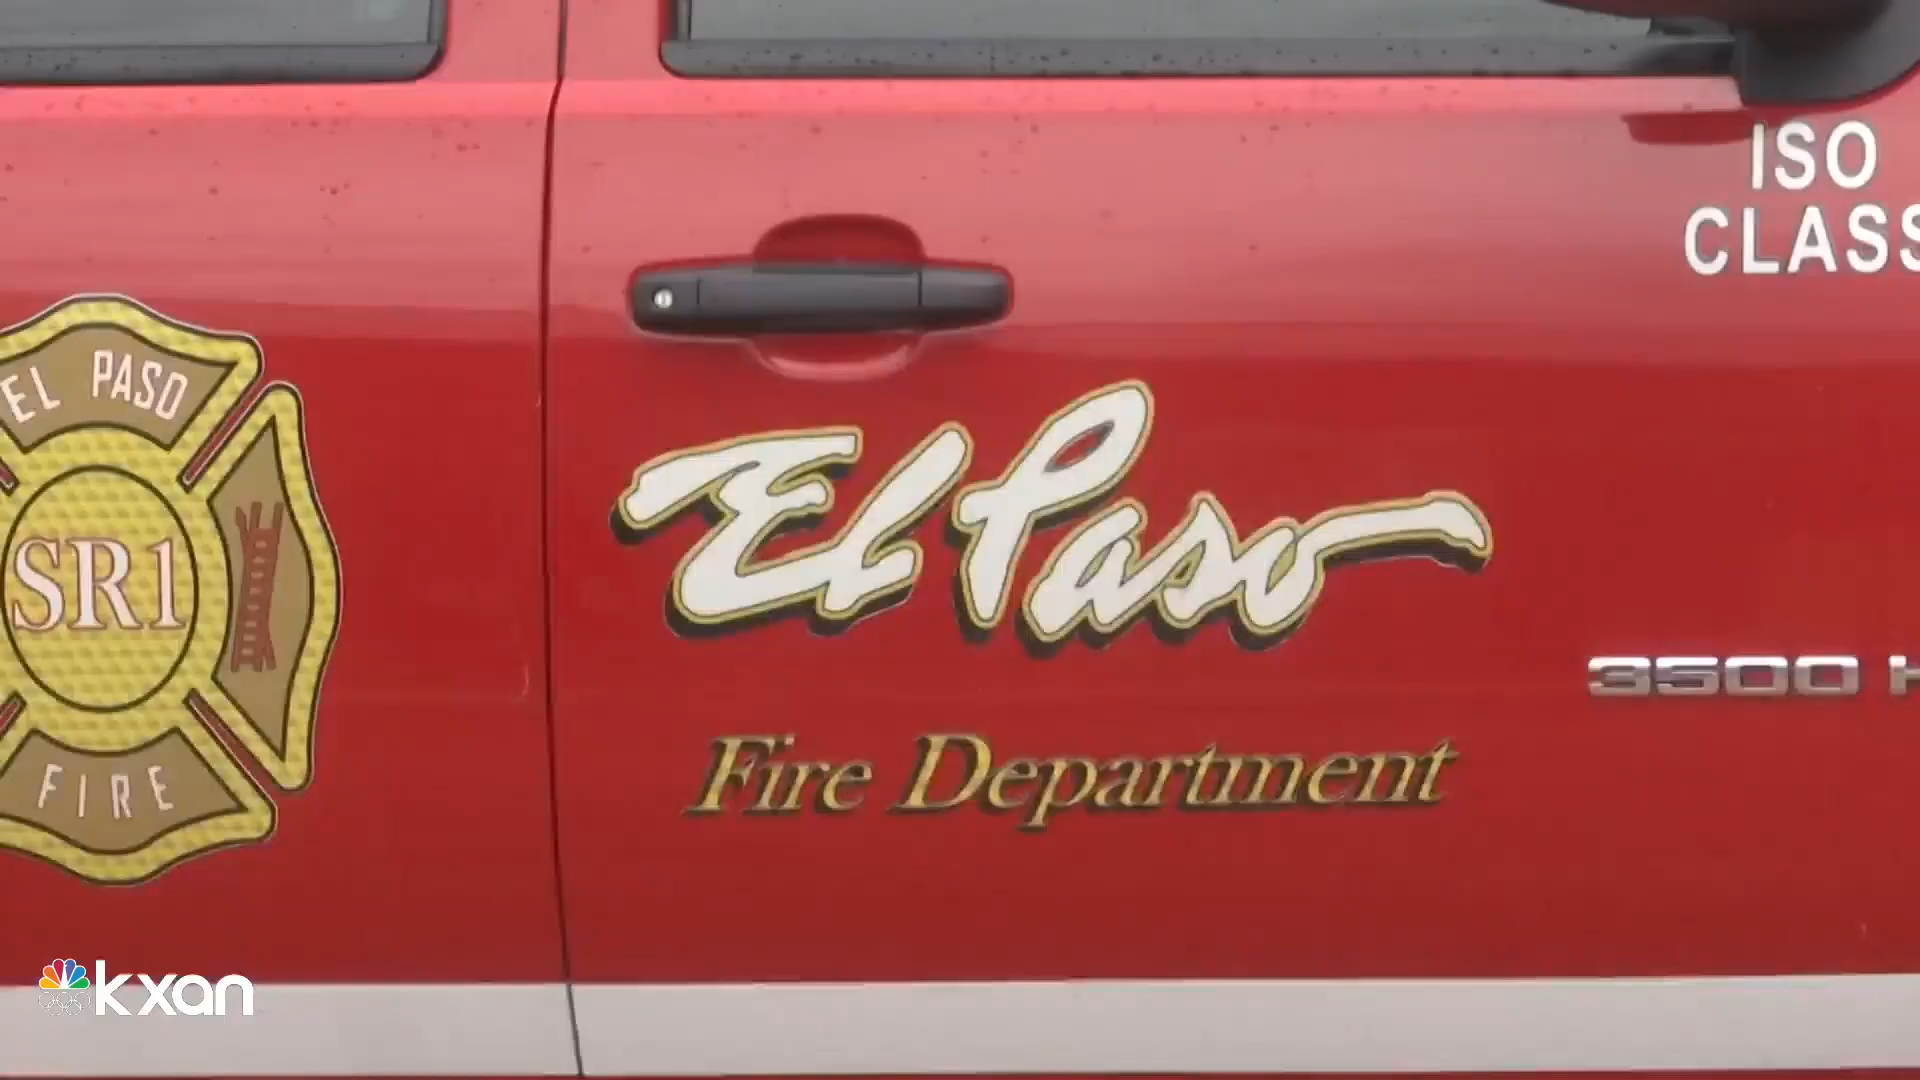 ISO
CLASS
EL PASO
SR1
FIRE
El Paso
Fire Department
3500 H
kxan